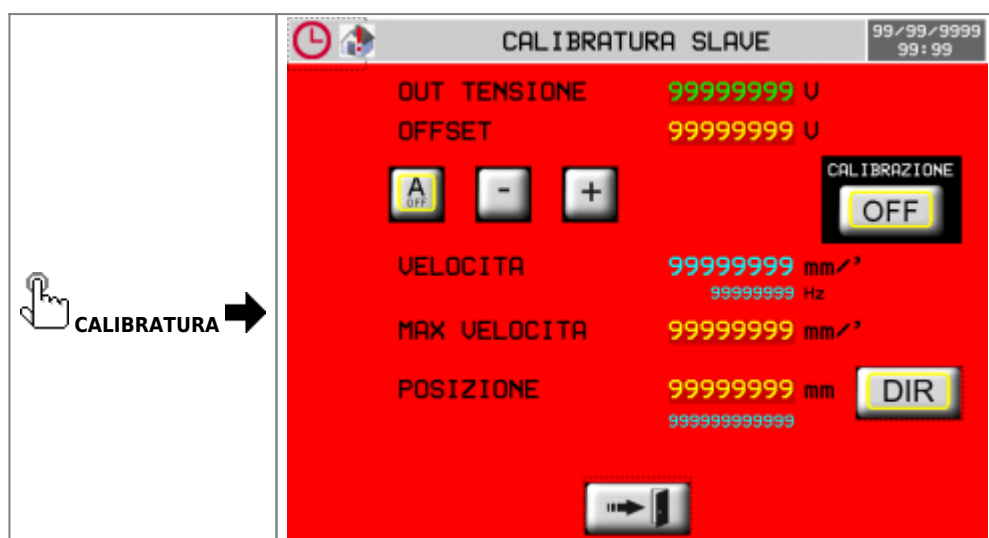 CALIBRATURA
CALIBRATURA SLAVE
99/99/9999
99:99
OUT TENSIONE 99999999 V
OFFSET 99999999 V
A
OFF
-
+
CALIBRAZIONE
OFF
VELOCITA 99999999 mm/'
99999999 Hz
MAX VELOCITA 99999999 mm/'
POSIZIONE 99999999 mm
DIR
999999999999